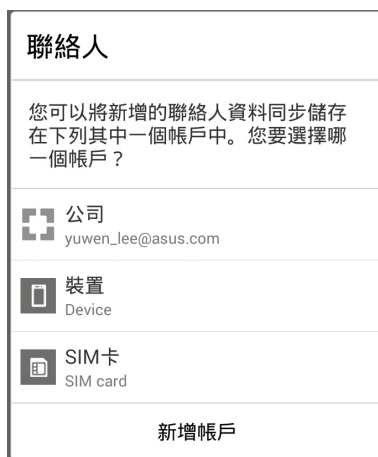 聯絡人
您可以將新增的聯絡人資料同步儲存
在下列其中一個帳戶中。您要選擇哪
一個帳戶？
公司
yuwen_lee@asus.com
裝置
Device
SIM卡
SIM card
新增帳戶